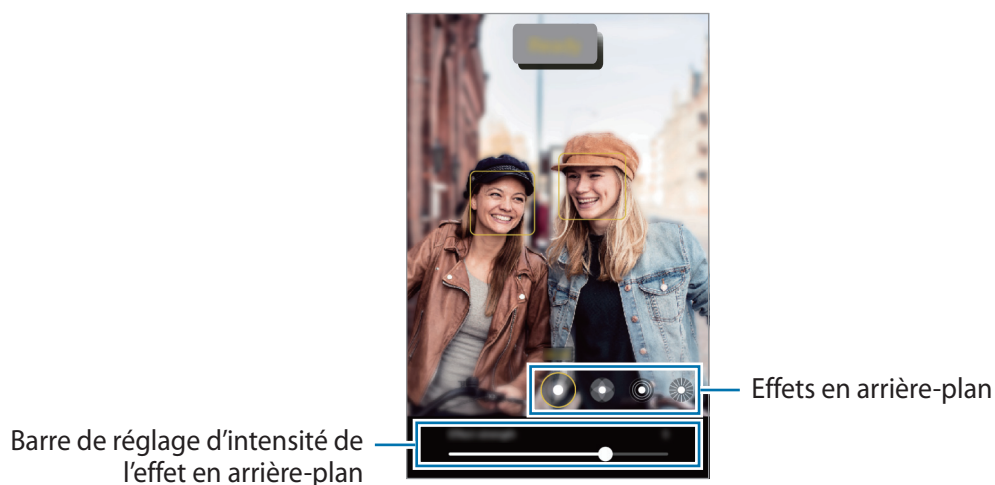 Effets en arrière-plan
Barre de réglage d'intensité de
l'effet en arrière-plan